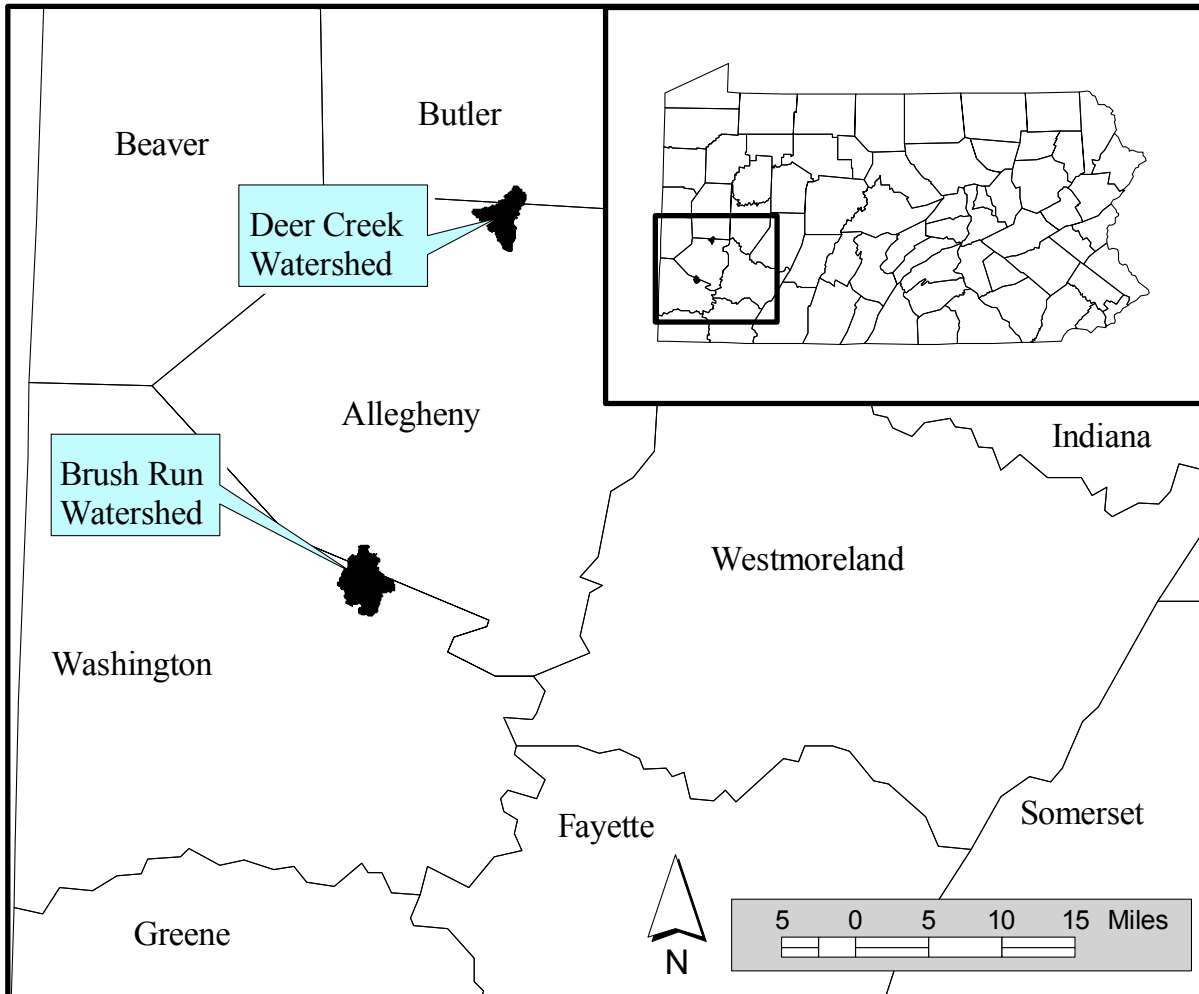 Beaver
Butler
Deer Creek
Watershed
Allegheny
Indiana
Brush Run
Watershed
Westmoreland
Washington
Somerset
Fayette
Greene
N
5 0 5 10 15 Miles